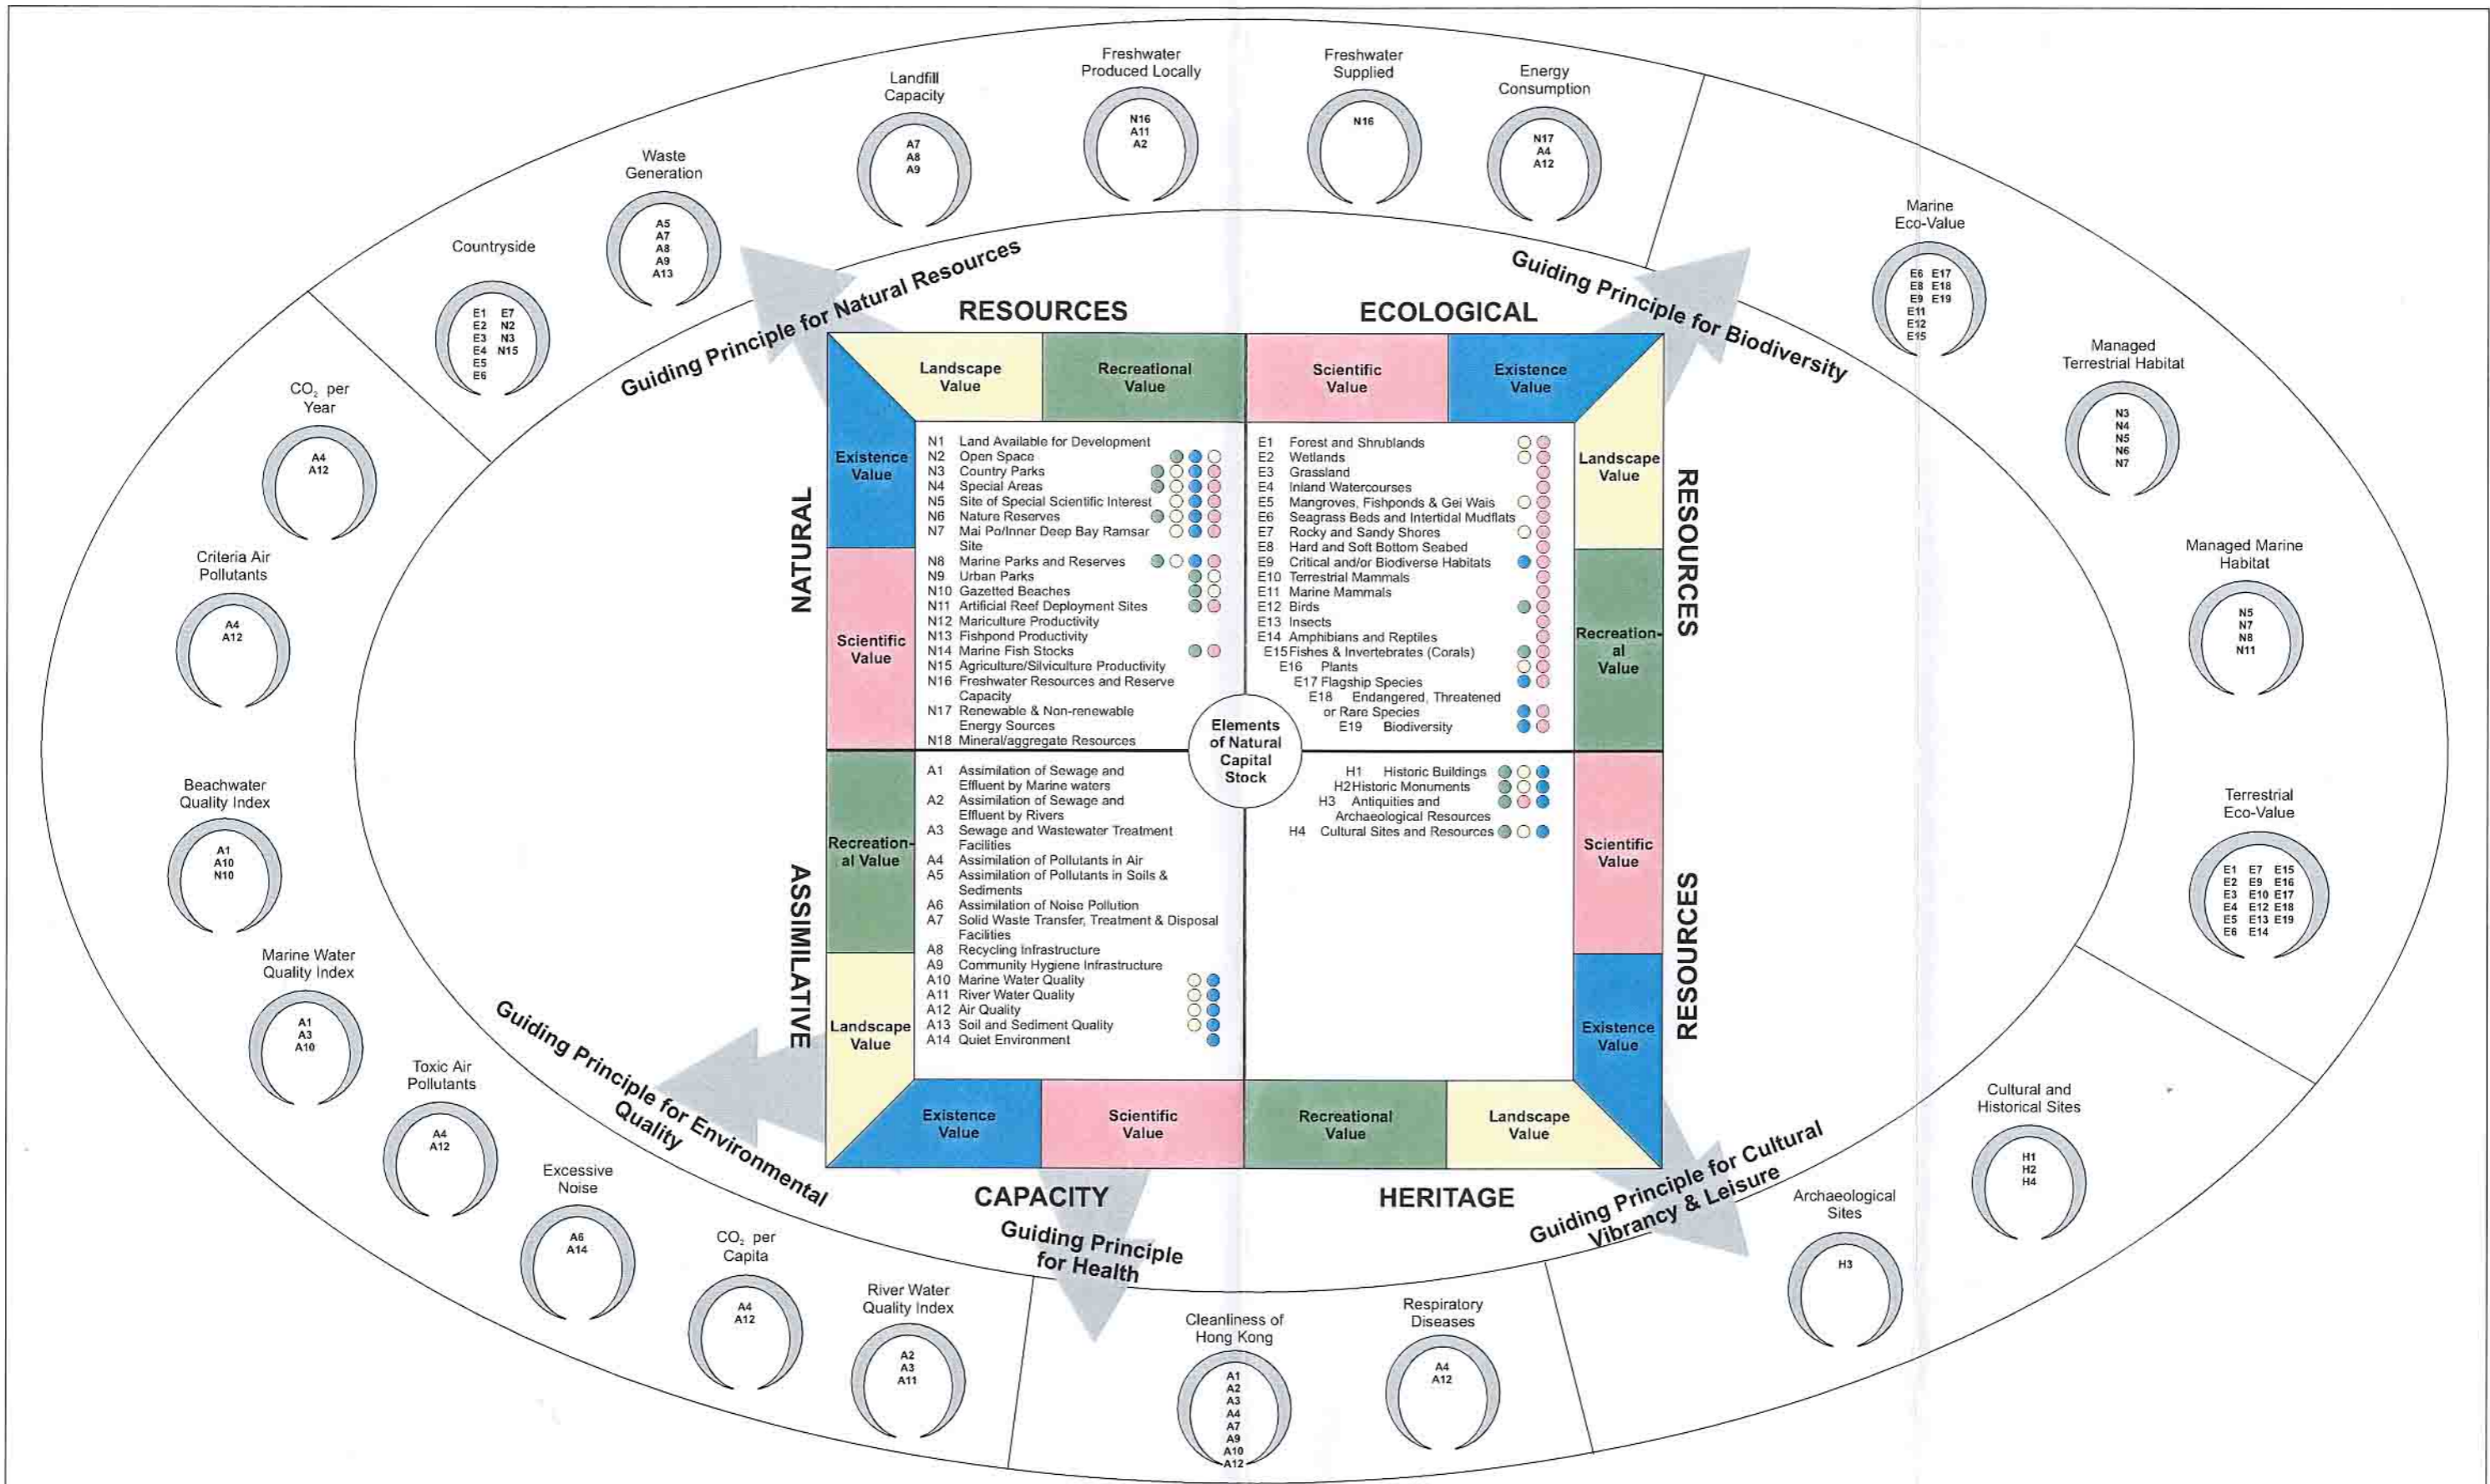 Freshwater
Produced Locally
N16
A11
A2
Freshwater
Supplied
N16
Energy
Consumption
N17
A4
A12
Landfill
Capacity
A7
A8
A9
Waste
Generation
A5
A7
A8
A9
A13
Countryside
E1 E7
E2 N2
E3 N3
E4 N15
E5
E6
Guiding Principle for Natural Resources
CO₂ per
Year
A4
A12
Criteria Air
Pollutants
A4
A12
Beachwater
Quality Index
A1
A10
N10
Marine Water
Quality Index
A1
A3
A10
Toxic Air
Pollutants
A4
A12
Excessive
Noise
A6
A14
CO₂ per
Capita
A4
A12
River Water
Quality Index
A2
A3
A11
Guiding Principle for Environmental
Quality
Guiding Principle for Biodiversity
Marine
Eco-Value
E6 E17
E8 E18
E9 E19
E11
E12
E15
Managed
Terrestrial Habitat
N3
N4
N5
N6
N7
Managed Marine
Habitat
N5
N7
N8
N11
Terrestrial
Eco-Value
E1 E7 E15
E2 E9 E16
E3 E10 E17
E4 E12 E18
E5 E13 E19
E6 E14
RESOURCES
ECOLOGICAL
NATURAL
RESOURCES
ASSIMILATIVE
RESOURCES
CAPACITY
HERITAGE
Landscape
Value
Recreational
Value
Scientific
Value
Existence
Value
Existence
Value
Scientific
Value
Recreation-
al Value
Landscape
Value
Landscape
Value
Recreation-
al
Value
Scientific
Value
Existence
Value
Existence
Value
Scientific
Value
Recreational
Value
Landscape
Value
N1 Land Available for Development
N2 Open Space
N3 Country Parks
N4 Special Areas
N5 Site of Special Scientific Interest
N6 Nature Reserves
N7 Mai Po/Inner Deep Bay Ramsar
Site
N8 Marine Parks and Reserves
N9 Urban Parks
N10 Gazetted Beaches
N11 Artificial Reef Deployment Sites
N12 Mariculture Productivity
N13 Fishpond Productivity
N14 Marine Fish Stocks
N15 Agriculture/Silviculture Productivity
N16 Freshwater Resources and Reserve
Capacity
N17 Renewable & Non-renewable
Energy Sources
N18 Mineral/aggregate Resources
E1 Forest and Shrublands
E2 Wetlands
E3 Grassland
E4 Inland Watercourses
E5 Mangroves, Fishponds & Gei Wais
E6 Seagrass Beds and Intertidal Mudflats
E7 Rocky and Sandy Shores
E8 Hard and Soft Bottom Seabed
E9 Critical and/or Biodiverse Habitats
E10 Terrestrial Mammals
E11 Marine Mammals
E12 Birds
E13 Insects
E14 Amphibians and Reptiles
E15 Fishes & Invertebrates (Corals)
E16 Plants
E17 Flagship Species
E18 Endangered, Threatened
or Rare Species
E19 Biodiversity
Elements
of Natural
Capital
Stock
A1 Assimilation of Sewage and
Effluent by Marine waters
A2 Assimilation of Sewage and
Effluent by Rivers
A3 Sewage and Wastewater Treatment
Facilities
A4 Assimilation of Pollutants in Air
A5 Assimilation of Pollutants in Soils &
Sediments
A6 Assimilation of Noise Pollution
A7 Solid Waste Transfer, Treatment & Disposal
Facilities
A8 Recycling Infrastructure
A9 Community Hygiene Infrastructure
A10 Marine Water Quality
A11 River Water Quality
A12 Air Quality
A13 Soil and Sediment Quality
A14 Quiet Environment
H1 Historic Buildings
H2 Historic Monuments
H3 Antiquities and
Archaeological Resources
H4 Cultural Sites and Resources
Guiding Principle
for Health
Cleanliness of
Hong Kong
A1
A2
A3
A4
A7
A9
A10
A12
Respiratory
Diseases
A4
A12
Guiding Principle for Cultural
Vibrancy & Leisure
Archaeological
Sites
H3
Cultural and
Historical Sites
H1
H2
H4